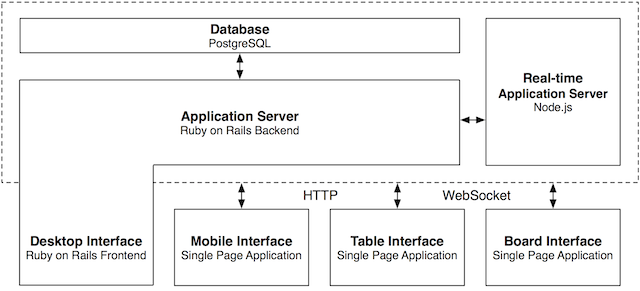 Database
PostgreSQL
Application Server
Ruby on Rails Backend
Real-time
Application Server
Node.js
HTTP
WebSocket
Desktop Interface
Ruby on Rails Frontend
Mobile Interface
Single Page Application
Table Interface
Single Page Application
Board Interface
Single Page Application